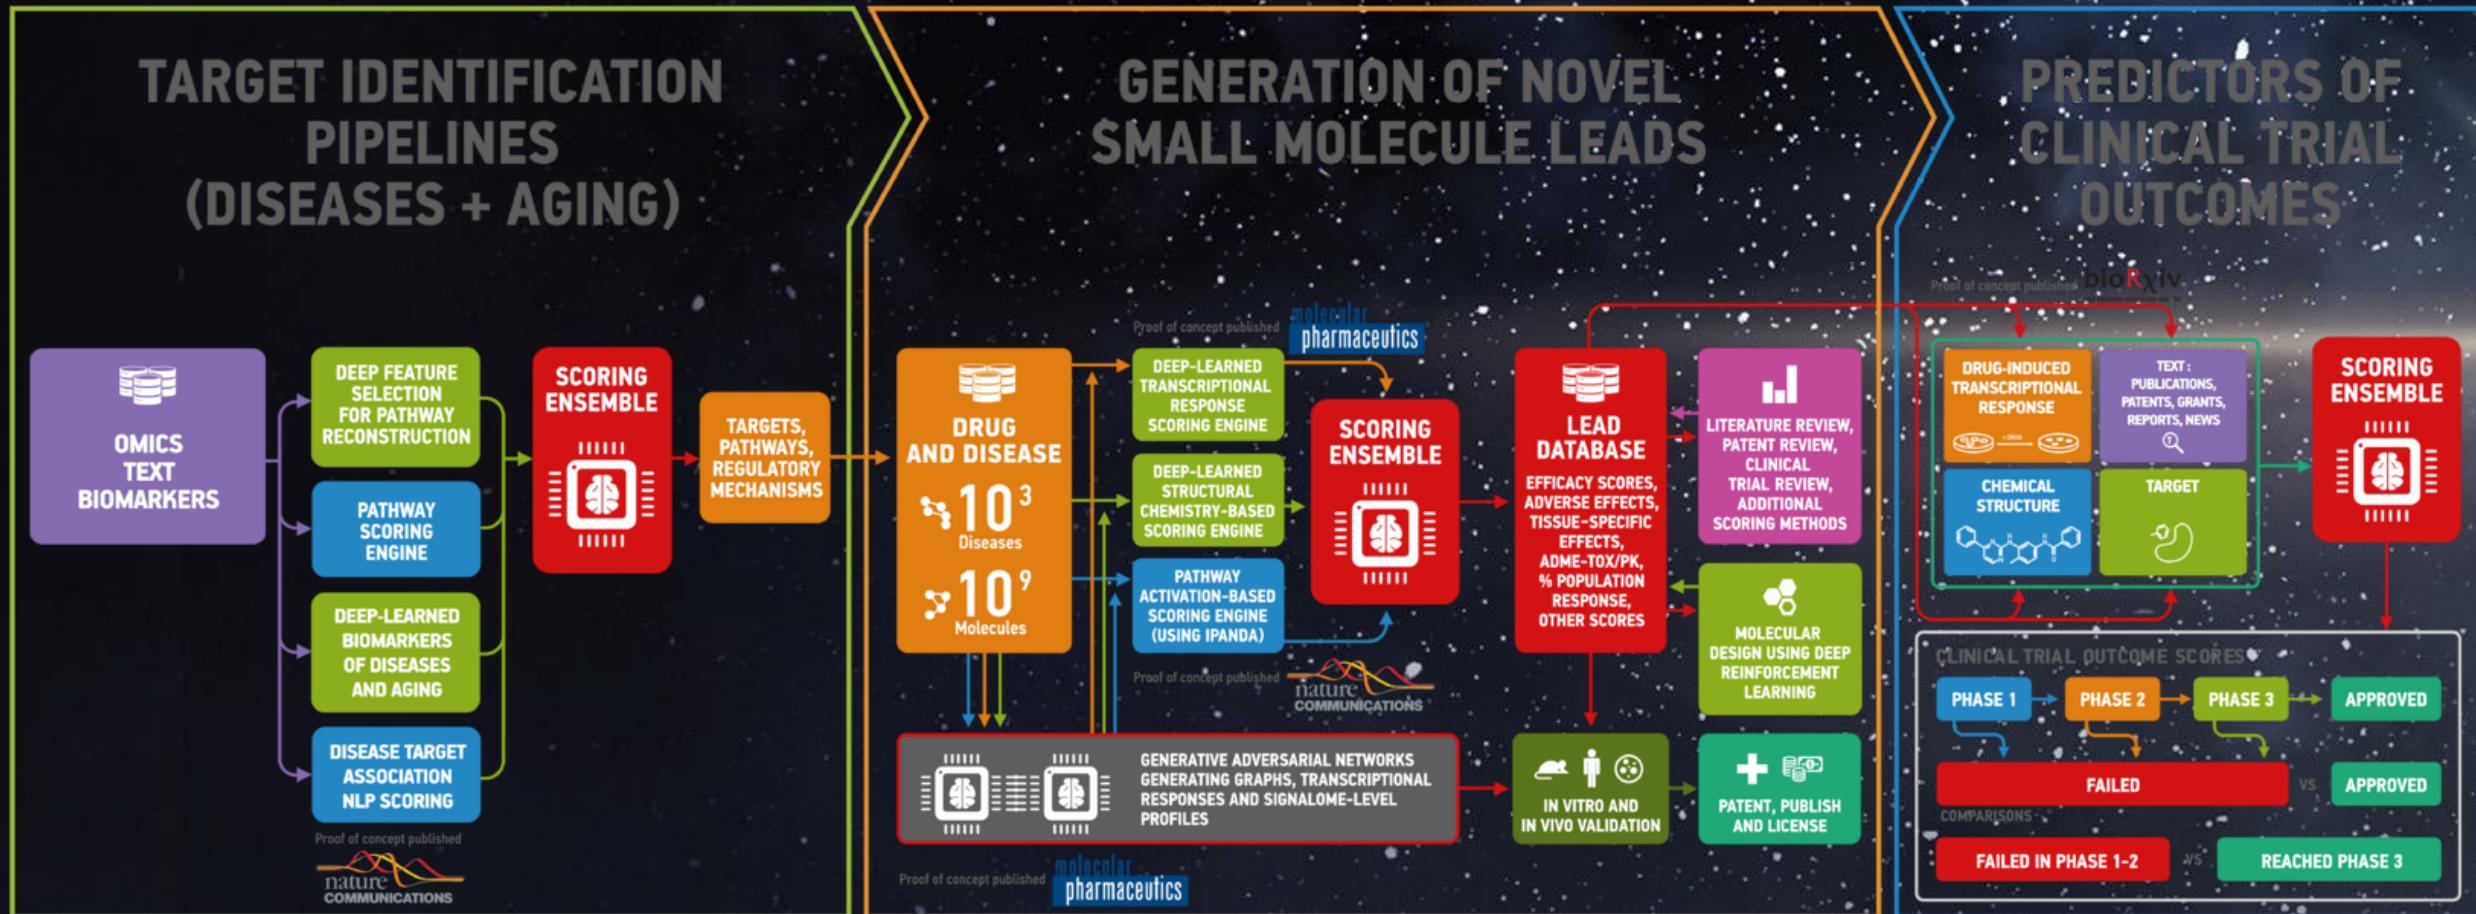 TARGET IDENTIFICATION
PIPELINES
(DISEASES + AGING)
OMICS
TEXT
BIOMARKERS
DEEP FEATURE
SELECTION
FOR PATHWAY
RECONSTRUCTION
PATHWAY
SCORING
ENGINE
DEEP-LEARNED
BIOMARKERS
OF DISEASES
AND AGING
DISEASE TARGET
ASSOCIATION
NLP SCORING
Proof of concept published
nature
COMMUNICATIONS
SCORING
ENSEMBLE
TARGETS,
PATHWAYS,
REGULATORY
MECHANISMS
GENERATION OF NOVEL
SMALL MOLECULE LEADS
DRUG
AND DISEASE
10³
Diseases
10⁹
Molecules
Proof of concept published
molecular
pharmaceutics
DEEP-LEARNED
TRANSCRIPTIONAL
RESPONSE
SCORING ENGINE
DEEP-LEARNED
STRUCTURAL
CHEMISTRY-BASED
SCORING ENGINE
PATHWAY
ACTIVATION-BASED
SCORING ENGINE
(USING IPANDA)
Proof of concept published
nature
COMMUNICATIONS
SCORING
ENSEMBLE
LEAD
DATABASE
EFFICACY SCORES,
ADVERSE EFFECTS,
TISSUE-SPECIFIC
EFFECTS,
ADME-TOX/PK,
% POPULATION
RESPONSE,
OTHER SCORES
LITERATURE REVIEW,
PATENT REVIEW,
CLINICAL
TRIAL REVIEW,
ADDITIONAL
SCORING METHODS
MOLECULAR
DESIGN USING DEEP
REINFORCEMENT
LEARNING
GENERATIVE ADVERSARIAL NETWORKS
GENERATING GRAPHS, TRANSCRIPTIONAL
RESPONSES AND SIGNALOME-LEVEL
PROFILES
Proof of concept published
molecular
pharmaceutics
IN VITRO AND
IN VIVO VALIDATION
PATENT, PUBLISH
AND LICENSE
PREDICTORS OF
CLINICAL TRIAL
OUTCOMES
Proof of concept published
bioRxiv
DRUG-INDUCED
TRANSCRIPTIONAL
RESPONSE
+ DRUG
TEXT :
PUBLICATIONS,
PATENTS, GRANTS,
REPORTS, NEWS
T
CHEMICAL
STRUCTURE
TARGET
SCORING
ENSEMBLE
CLINICAL TRIAL OUTCOME SCORES
PHASE 1
PHASE 2
PHASE 3
APPROVED
FAILED
VS
APPROVED
COMPARISONS
FAILED IN PHASE 1-2
VS
REACHED PHASE 3